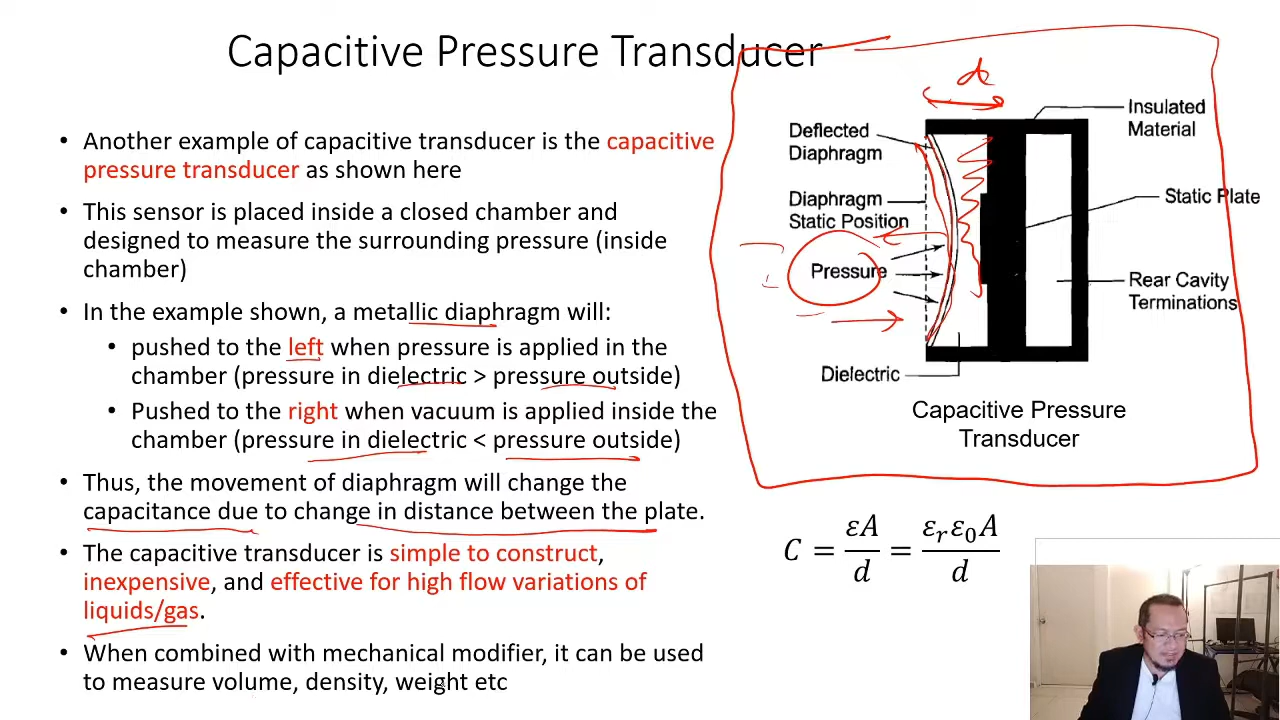 Capacitive Pressure Transducer
• Another example of capacitive transducer is the capacitive
pressure transducer as shown here
• This sensor is placed inside a closed chamber and
designed to measure the surrounding pressure (inside
chamber)
• In the example shown, a metallic diaphragm will:
• pushed to the left when pressure is applied in the
chamber (pressure in dielectric > pressure outside)
• Pushed to the right when vacuum is applied inside the
chamber (pressure in dielectric < pressure outside)
• Thus, the movement of diaphragm will change the
capacitance due to change in distance between the plate.
• The capacitive transducer is simple to construct,
inexpensive, and effective for high flow variations of
liquids/gas.
• When combined with mechanical modifier, it can be used
to measure volume, density, weight etc
d
Deflected
Diaphragm
Diaphragm
Static Position
Pressure
Dielectric
Insulated
Material
Static Plate
Rear Cavity
Terminations
Capacitive Pressure
Transducer
C = εA/d = εᵣε₀A/d